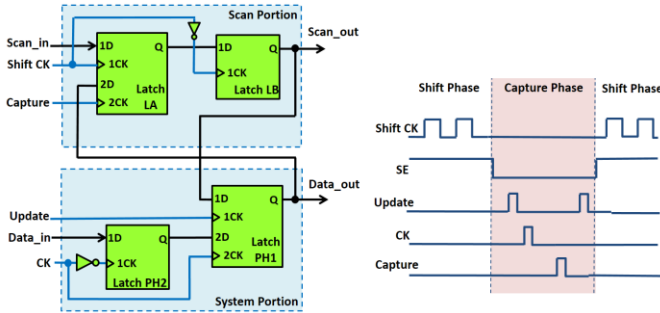 Scan Portion
Scan_out
Scan_in
1D
Q
1D
Q
Shift CK
1CK
1CK
2D
Latch
LA
Latch LB
Capture
2CK
Shift Phase
Capture Phase
Shift Phase
Shift CK
SE
Update
CK
Capture
1D
Q
Data_out
Update
1CK
Data_in
1D
Q
2D
Latch
PH1
CK
1CK
2CK
Latch PH2
System Portion